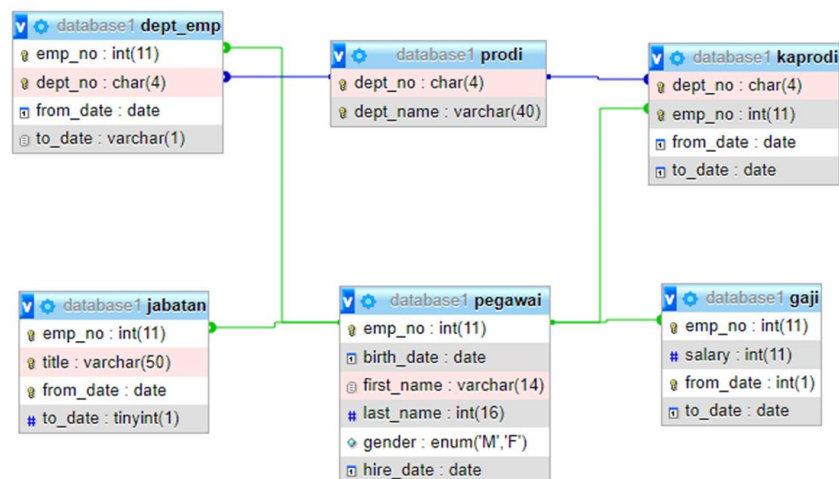 database1 dept_emp
emp_no : int(11)
dept_no : char(4)
from_date : date
to_date : varchar(1)
database1 prodi
dept_no : char(4)
dept_name : varchar(40)
database1 kaprodi
dept_no : char(4)
emp_no : int(11)
from_date : date
to_date : date
database1 jabatan
emp_no : int(11)
title : varchar(50)
from_date : date
to_date : tinyint(1)
database1 pegawai
emp_no : int(11)
birth_date : date
first_name : varchar(14)
last_name : int(16)
gender : enum('M','F')
hire_date : date
database1 gaji
emp_no : int(11)
salary : int(11)
from_date : int(1)
to_date : date